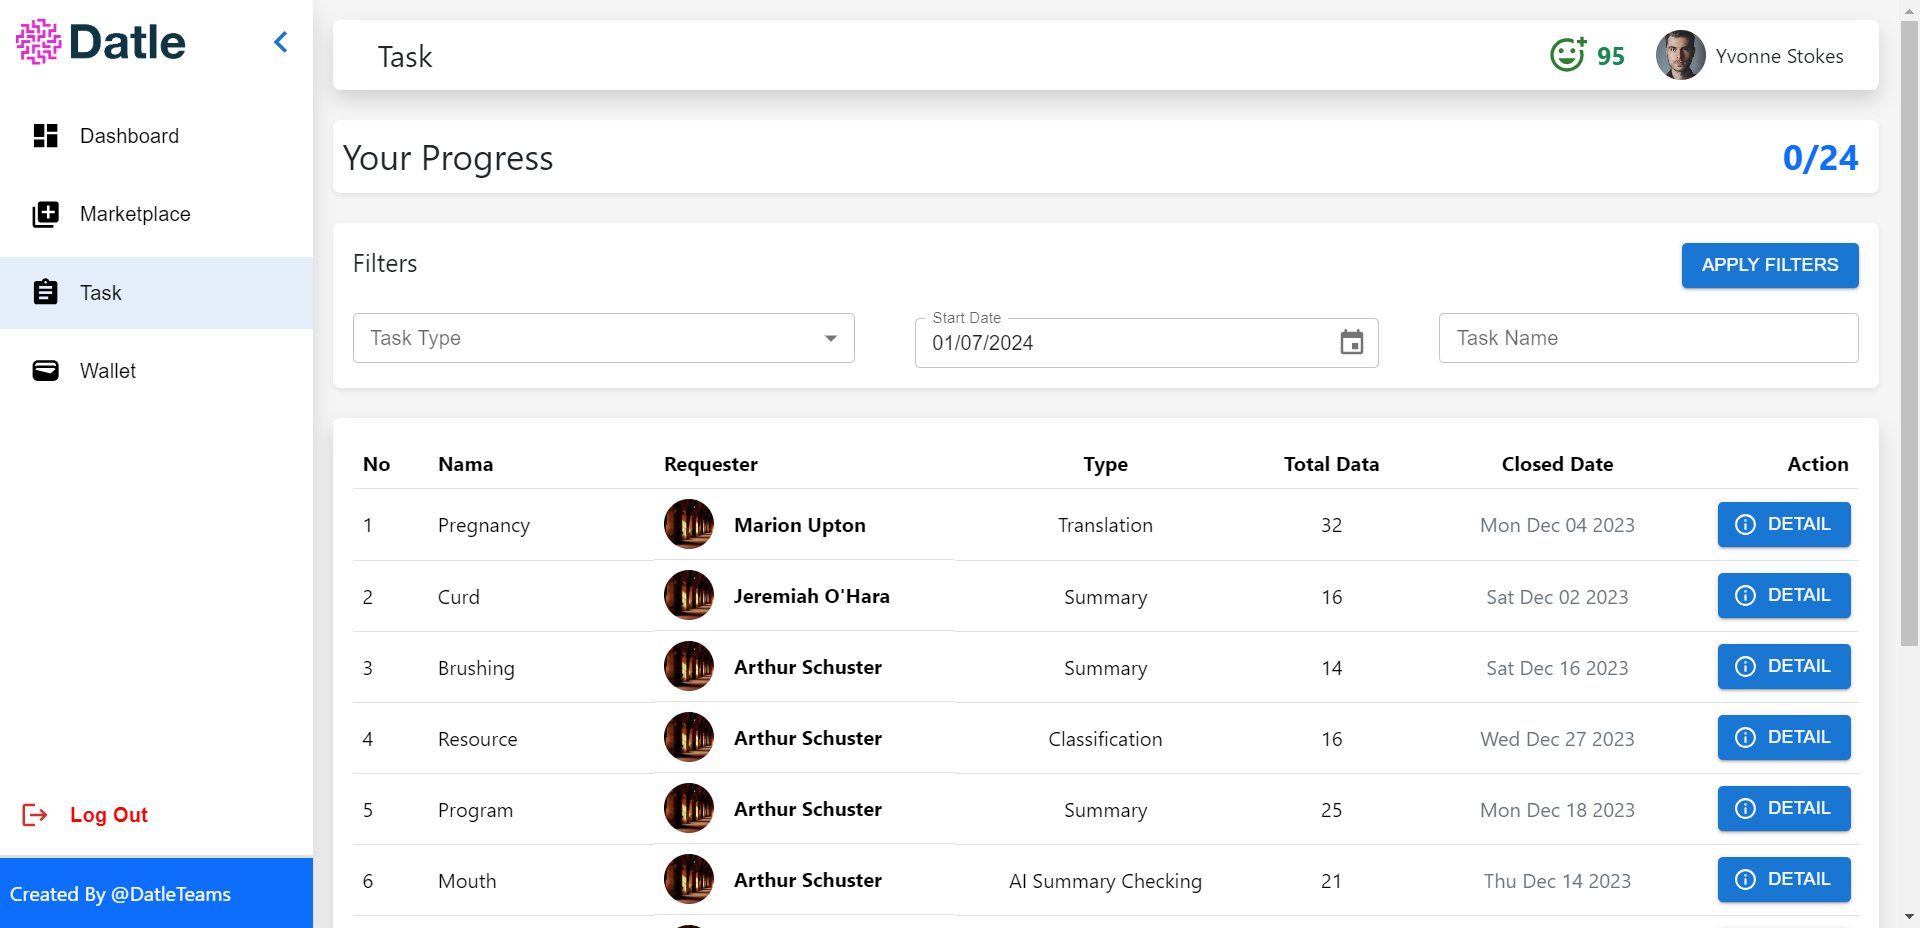 Datle
Dashboard
Marketplace
Task
Wallet
Log Out
Created By @DatleTeams
Task
95
Yvonne Stokes
Your Progress
0/24
Filters
APPLY FILTERS
Task Type
Start Date
01/07/2024
Task Name
No Nama Requester Type Total Data Closed Date Action
1 Pregnancy Marion Upton Translation 32 Mon Dec 04 2023 DETAIL
2 Curd Jeremiah O'Hara Summary 16 Sat Dec 02 2023 DETAIL
3 Brushing Arthur Schuster Summary 14 Sat Dec 16 2023 DETAIL
4 Resource Arthur Schuster Classification 16 Wed Dec 27 2023 DETAIL
5 Program Arthur Schuster Summary 25 Mon Dec 18 2023 DETAIL
6 Mouth Arthur Schuster AI Summary Checking 21 Thu Dec 14 2023 DETAIL